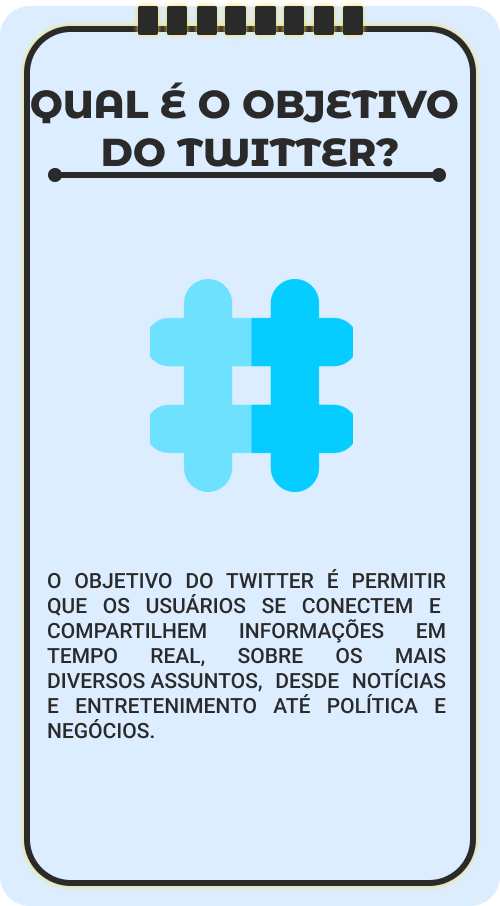 QUAL É O OBJETIVO
DO TWITTER?
O OBJETIVO DO TWITTER É PERMITIR
QUE OS USUÁRIOS SE CONECTEM E
COMPARTILHEM INFORMAÇÕES EM
TEMPO REAL, SOBRE OS MAIS
DIVERSOS ASSUNTOS, DESDE NOTÍCIAS
E ENTRETENIMENTO ATÉ POLÍTICA E
NEGÓCIOS.